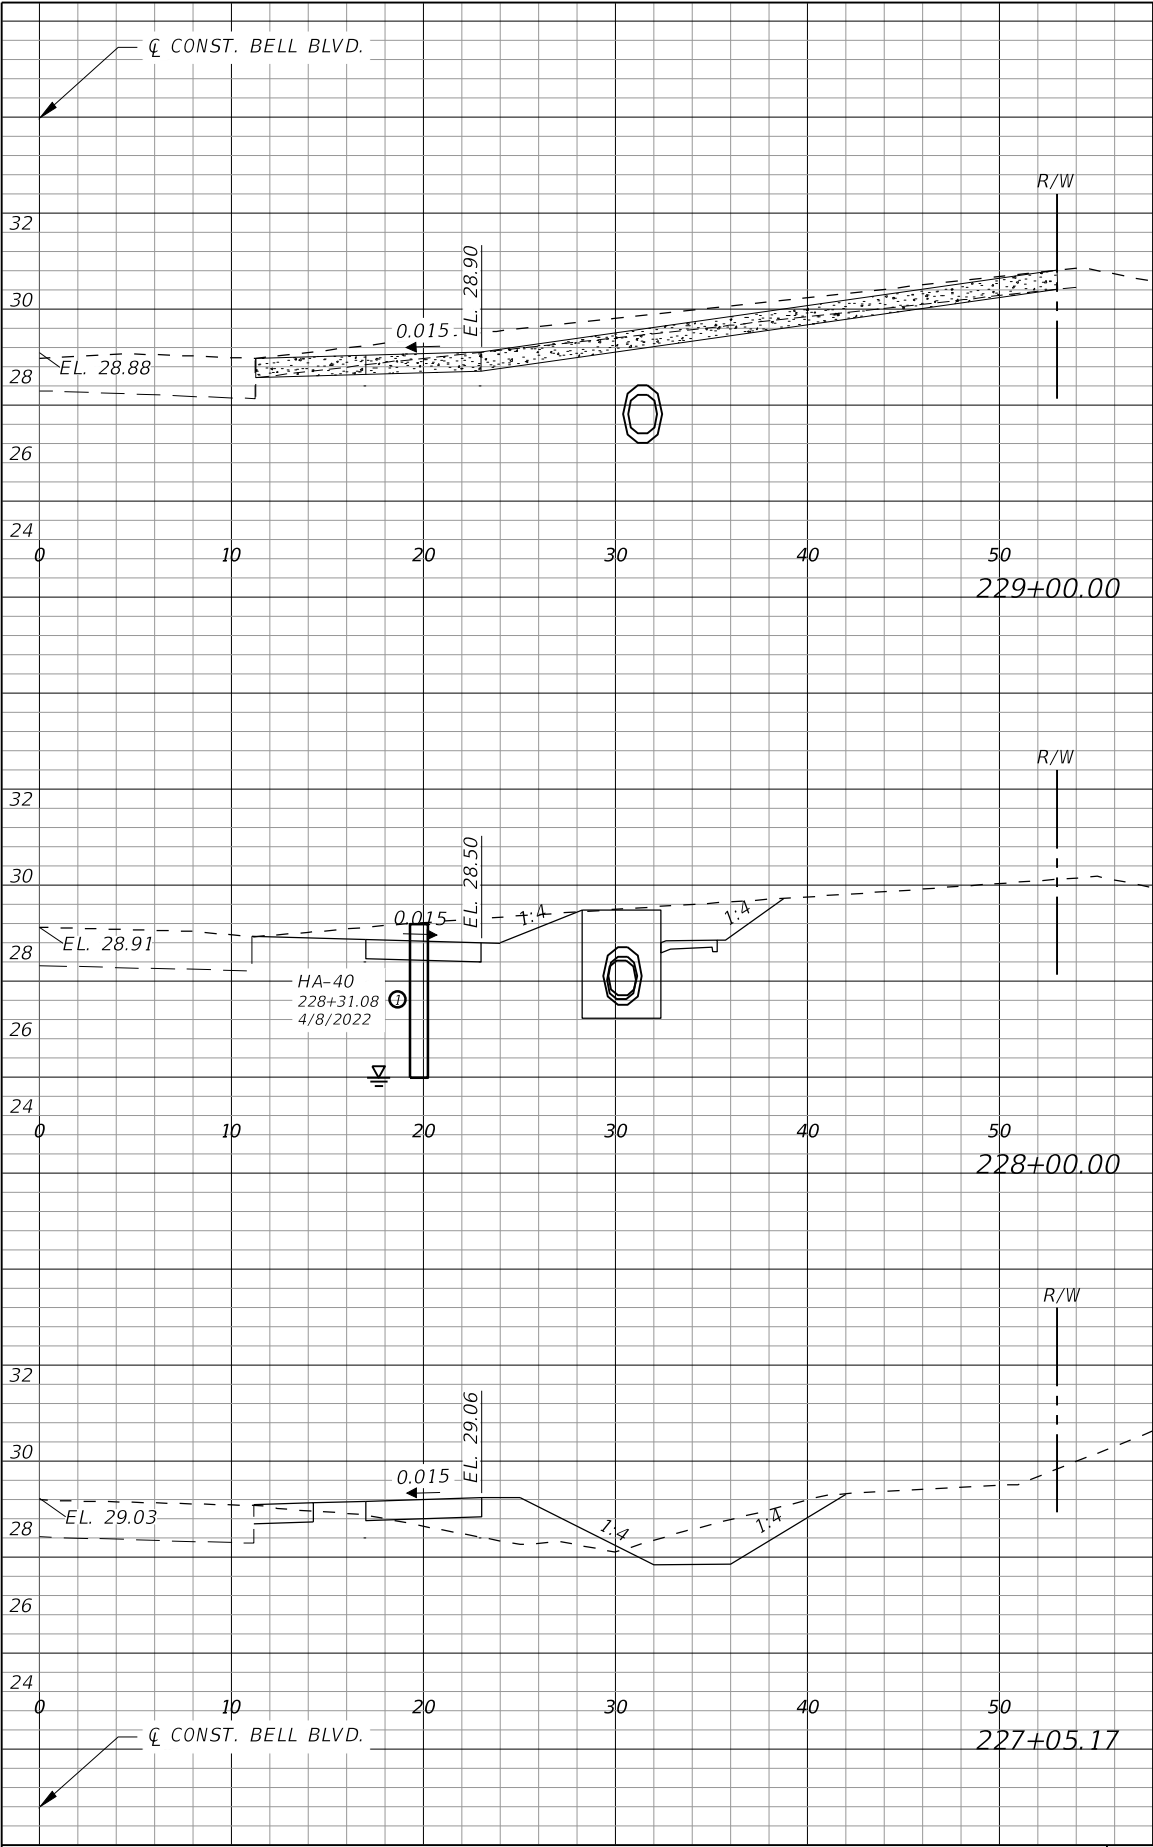 ℄ CONST. BELL BLVD.
R/W
32
EL. 28.90
30
0.015
EL. 28.88
28
26
24
0 10 20 30 40 50
229+00.00
R/W
32
EL. 28.50
30
0.015
1:4
1:4
EL. 28.91
28
HA-40
228+31.08
1
4/8/2022
26
24
0 10 20 30 40 50
228+00.00
R/W
32
EL. 29.06
30
0.015
EL. 29.03
28
1:4
1:4
26
24
0 10 20 30 40 50
℄ CONST. BELL BLVD.
227+05.17